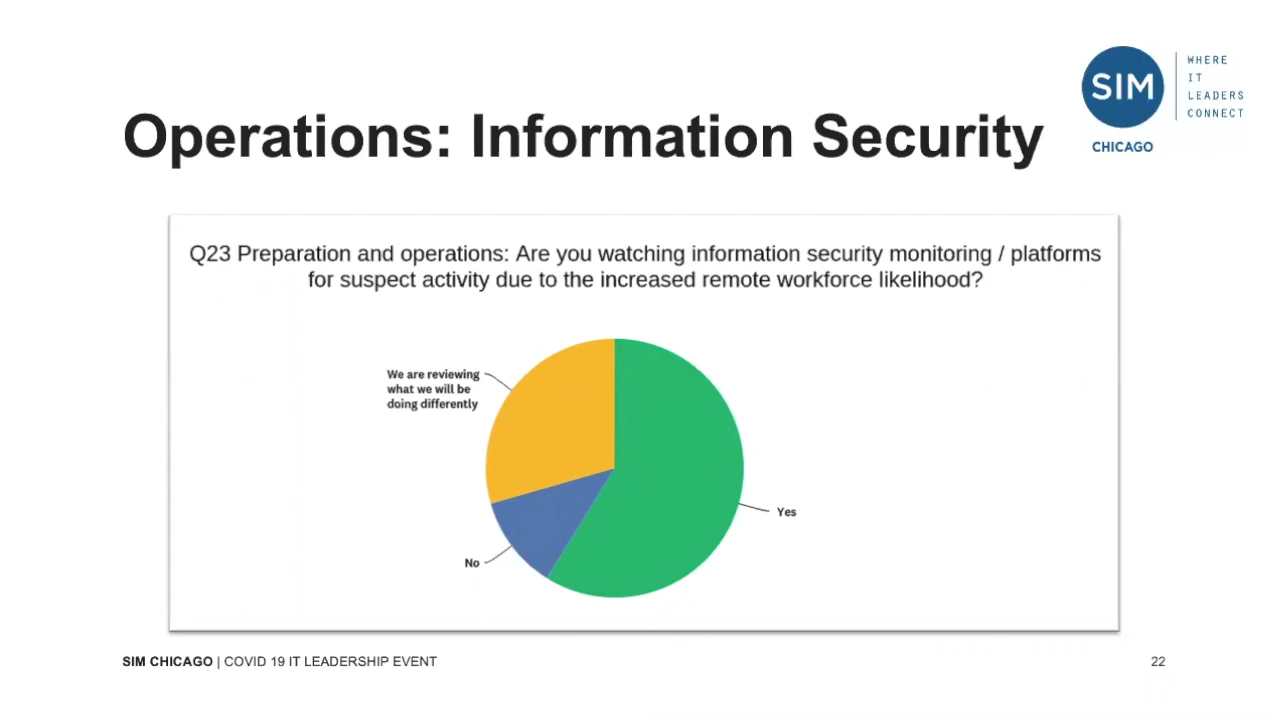 SIM
WHERE
IT
LEADERS
CONNECT
CHICAGO
Operations: Information Security
Q23 Preparation and operations: Are you watching information security monitoring / platforms
for suspect activity due to the increased remote workforce likelihood?
We are reviewing
what we will be
doing differently
Yes
No
SIM CHICAGO | COVID 19 IT LEADERSHIP EVENT
22